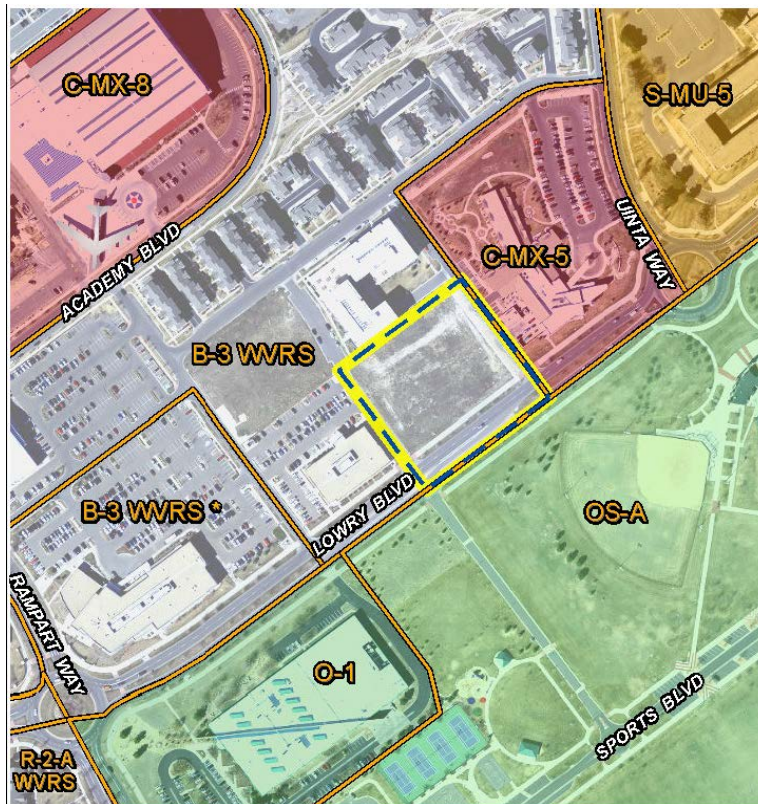 C-MX-8
S-MU-5
ACADEMY BLVD
UINTA WAY
C-MX-5
B-3 WVRS
B-3 WVRS *
LOWRY BLVD
OS-A
RAMPART WAY
O-1
SPORTS BLVD
R-2-A
WVRS